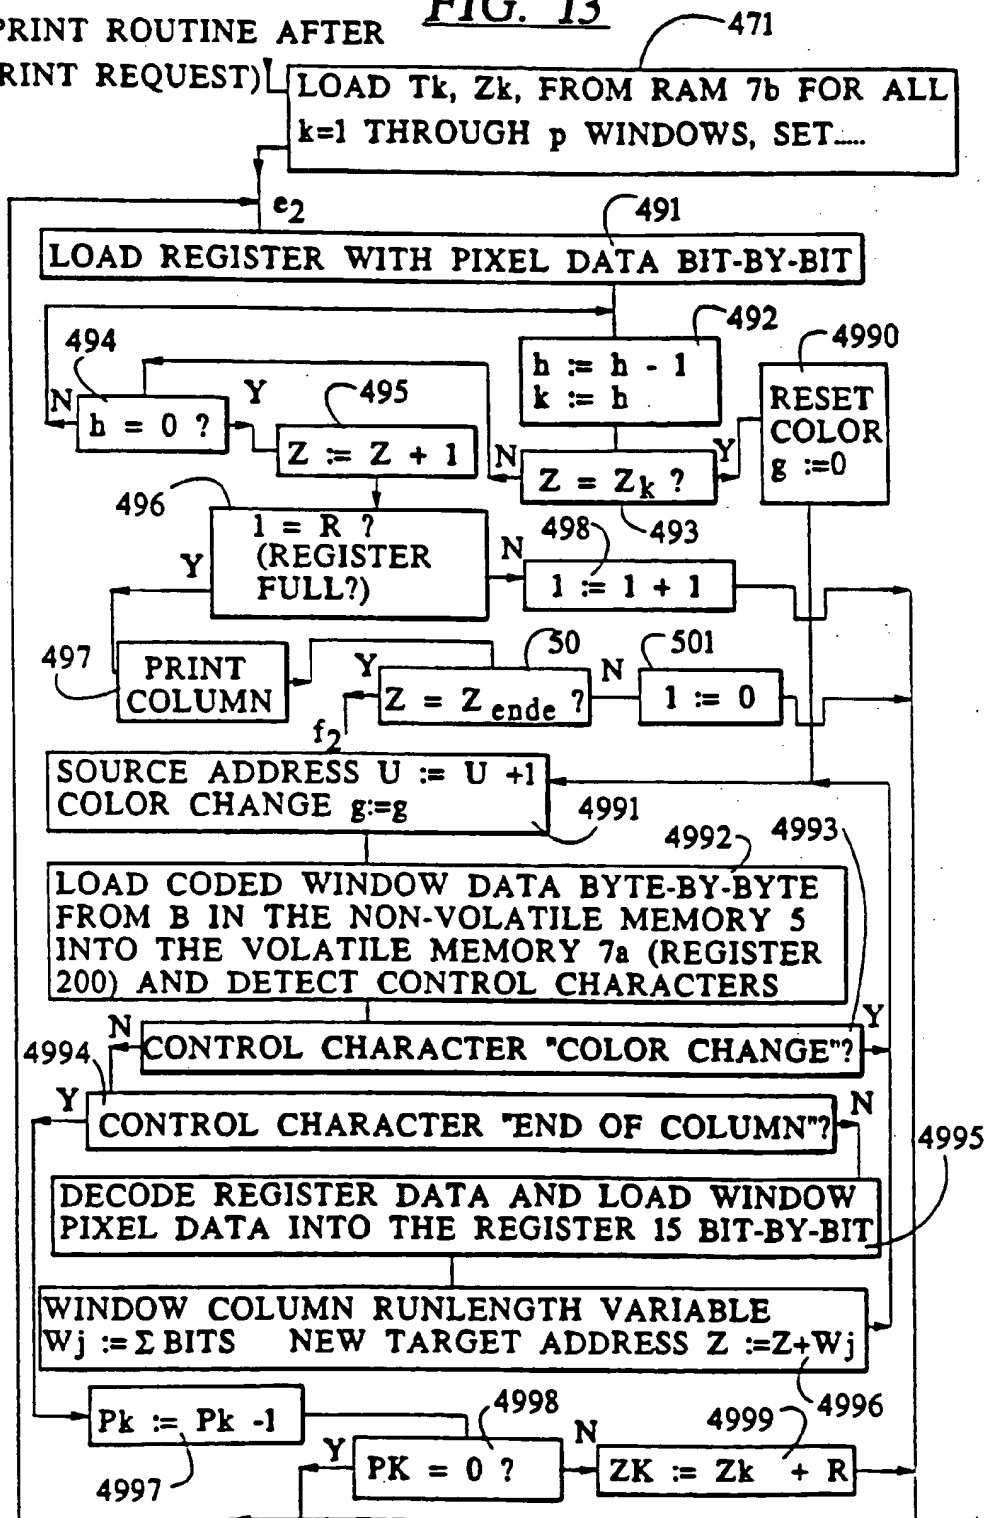 FIG. 13
PRINT ROUTINE AFTER
RINT REQUEST)
471
LOAD Tk, Zk, FROM RAM 7b FOR ALL
k=1 THROUGH p WINDOWS, SET.....
e2
491
LOAD REGISTER WITH PIXEL DATA BIT-BY-BIT
492
h := h - 1
k := h
4990
RESET
COLOR
g :=0
494
N
h = 0 ?
Y
495
Z := Z + 1
N
Z = Zk ?
Y
493
496
1 = R ?
(REGISTER
FULL?)
Y
N
498
1 := 1 + 1
497
PRINT
COLUMN
Y
50
Z = Z ende ?
N
501
1 := 0
f2
SOURCE ADDRESS U := U +1
COLOR CHANGE g:=g
4991
4992
4993
LOAD CODED WINDOW DATA BYTE-BY-BYTE
FROM B IN THE NON-VOLATILE MEMORY 5
INTO THE VOLATILE MEMORY 7a (REGISTER
200) AND DETECT CONTROL CHARACTERS
N
CONTROL CHARACTER "COLOR CHANGE"?
Y
4994
Y
CONTROL CHARACTER "END OF COLUMN"?
N
4995
DECODE REGISTER DATA AND LOAD WINDOW
PIXEL DATA INTO THE REGISTER 15 BIT-BY-BIT
WINDOW COLUMN RUNLENGTH VARIABLE
Wj := Σ BITS NEW TARGET ADDRESS Z :=Z+Wj
4996
Pk := Pk -1
4997
4998
Y
PK = 0 ?
N
4999
ZK := Zk + R